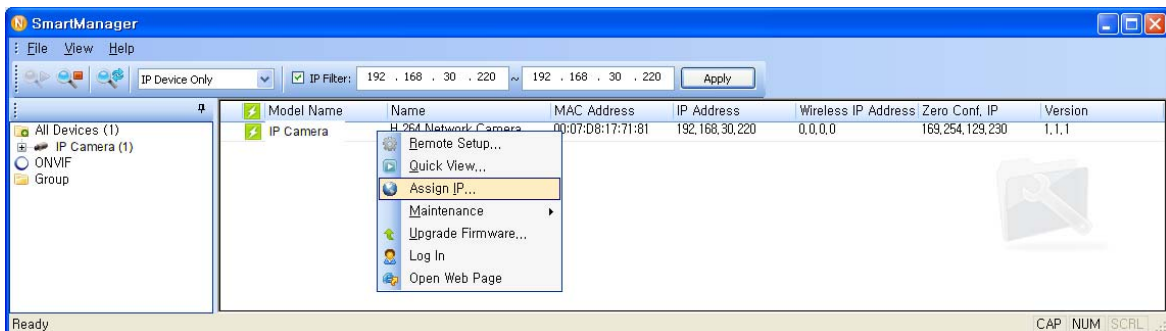 SmartManager
File View Help
IP Device Only IP Filter: 192 . 168 . 30 . 220 ~ 192 . 168 . 30 . 220 Apply
Model Name Name MAC Address IP Address Wireless IP Address Zero Conf, IP Version
All Devices (1)
IP Camera (1)
ONVIF
Group
IP Camera H.264 Network Camera 00:07:D8:17:71:81 192,168,30,220 0,0,0,0 169,254,129,230 1,1,1
Remote Setup...
Quick View...
Assign IP...
Maintenance
Upgrade Firmware...
Log In
Open Web Page
Ready CAP NUM SCRL